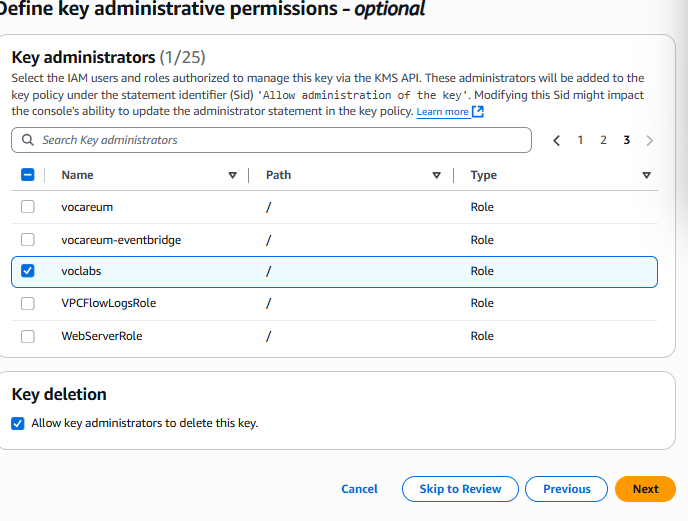 Define key administrative permissions - optional
Key administrators (1/25)
Select the IAM users and roles authorized to manage this key via the KMS API. These administrators will be added to the
key policy under the statement identifier (Sid) 'Allow administration of the key'. Modifying this Sid might impact
the console's ability to update the administrator statement in the key policy. Learn more
Search Key administrators
1 2 3
Name Path Type
vocareum / Role
vocareum-eventbridge / Role
voclabs / Role
VPCFlowLogsRole / Role
WebServerRole / Role
Key deletion
Allow key administrators to delete this key.
Cancel Skip to Review Previous Next